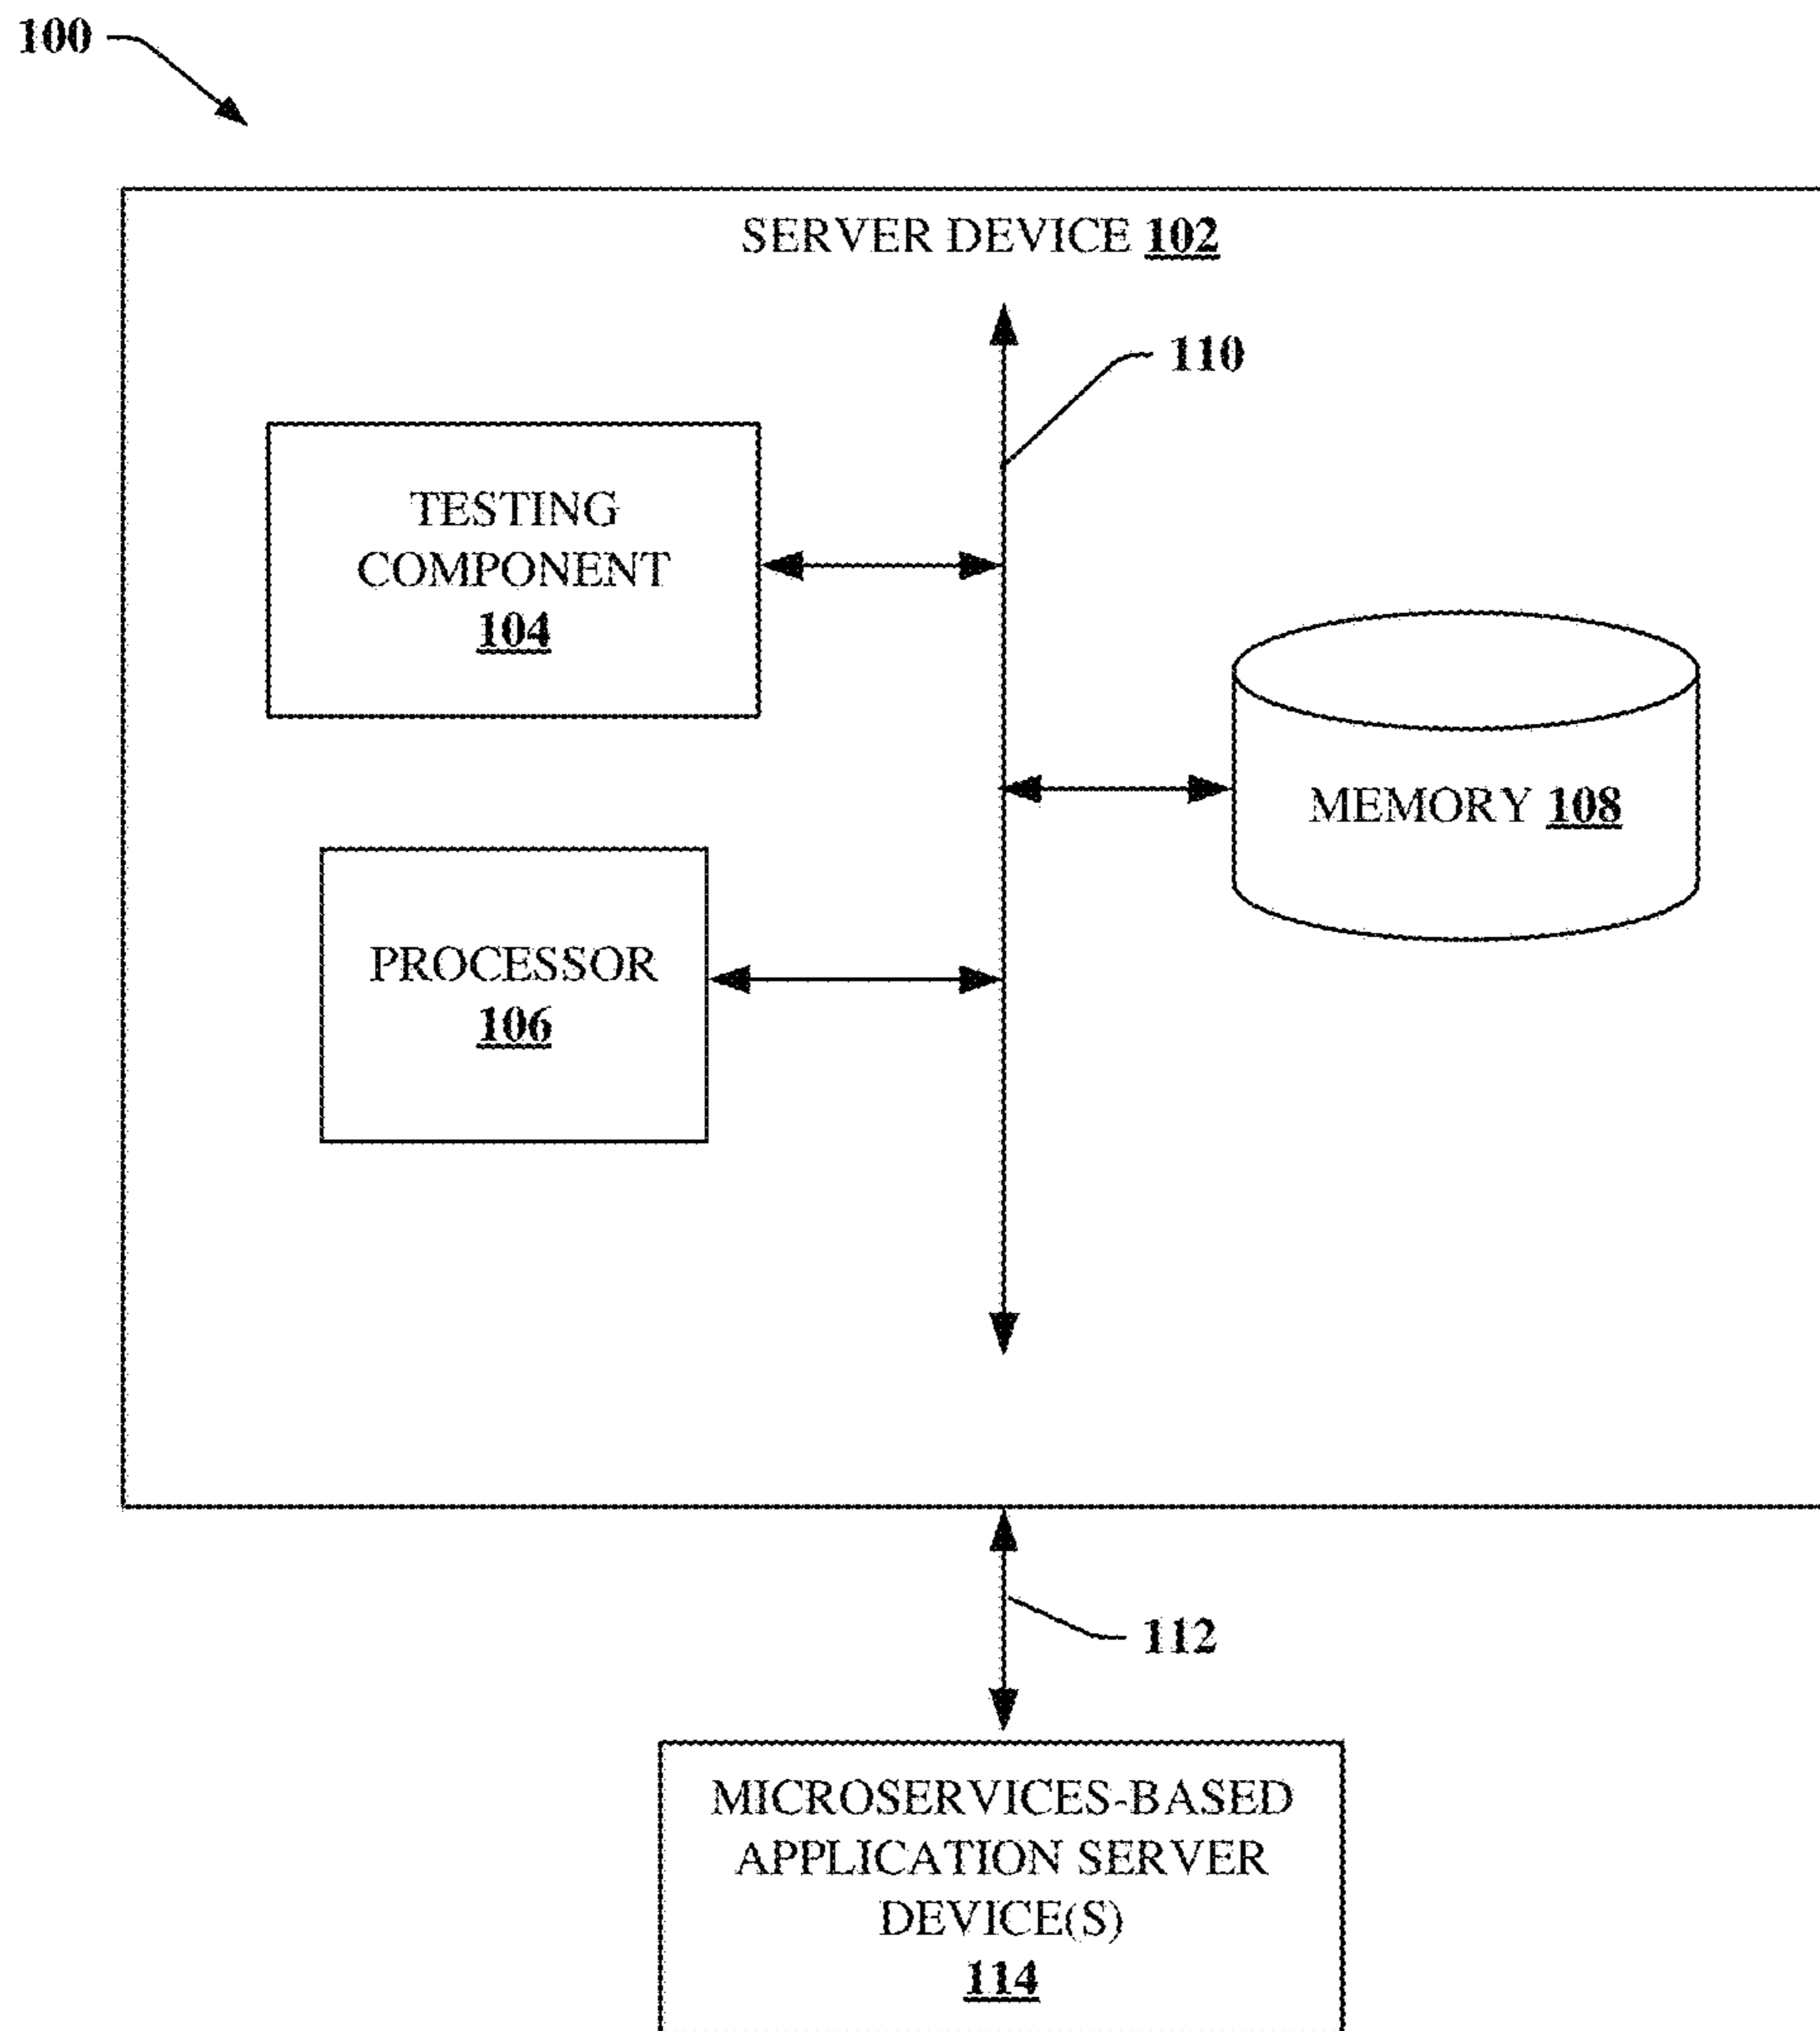 100
SERVER DEVICE 102
110
TESTING
COMPONENT
104
MEMORY 108
PROCESSOR
106
112
MICROSERVICES-BASED
APPLICATION SERVER
DEVICE(S)
114